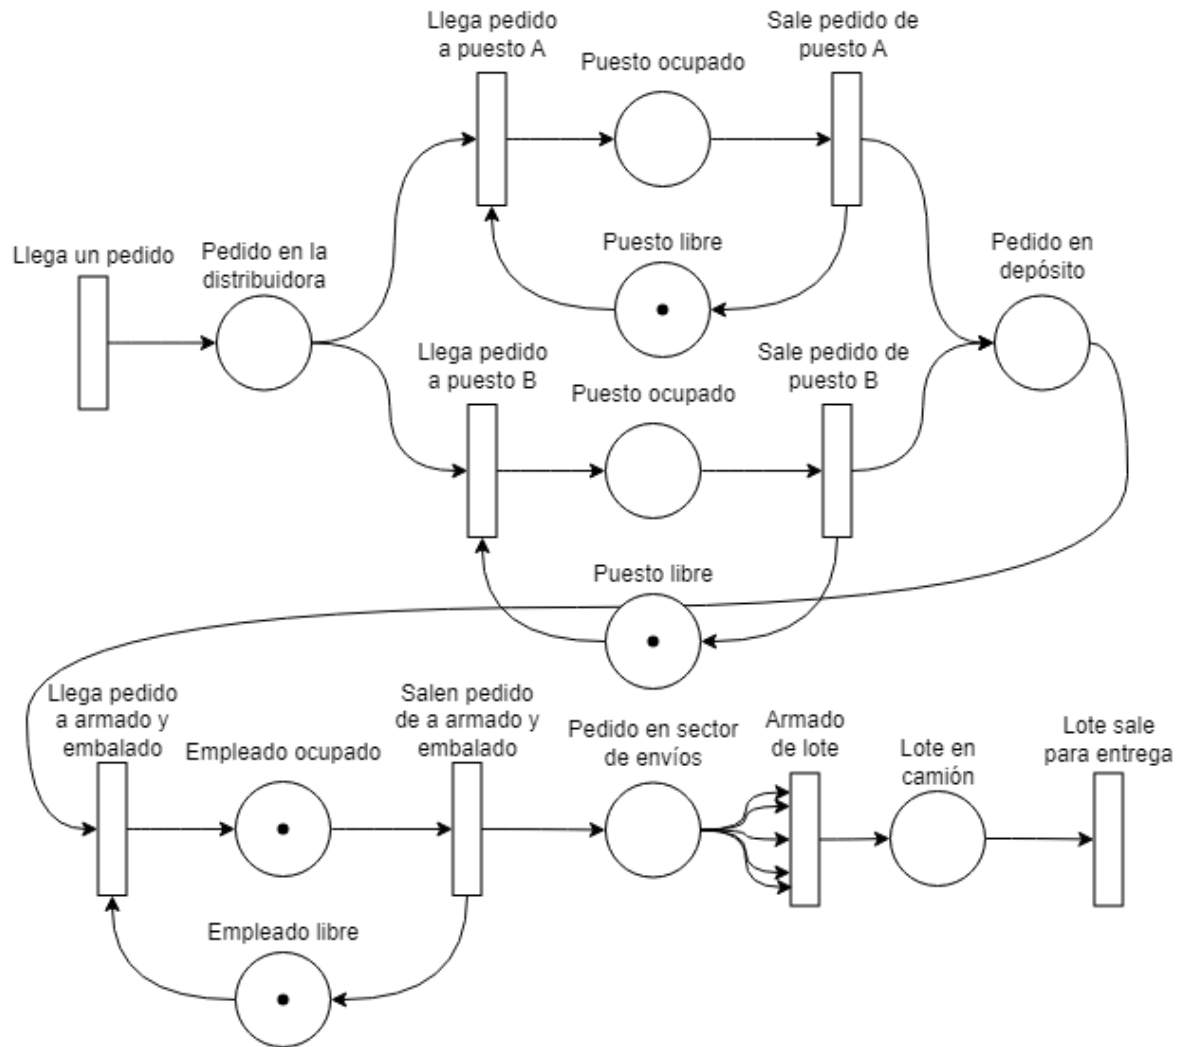 Llega pedido
a puesto A
Puesto ocupado
Sale pedido de
puesto A
Llega un pedido
Pedido en la
distribuidora
Puesto libre
Pedido en
depósito
Llega pedido
a puesto B
Puesto ocupado
Sale pedido de
puesto B
Puesto libre
Llega pedido
a armado y
embalado
Empleado ocupado
Salen pedido
de a armado y
embalado
Pedido en sector
de envíos
Armado
de lote
Lote en
camión
Lote sale
para entrega
Empleado libre